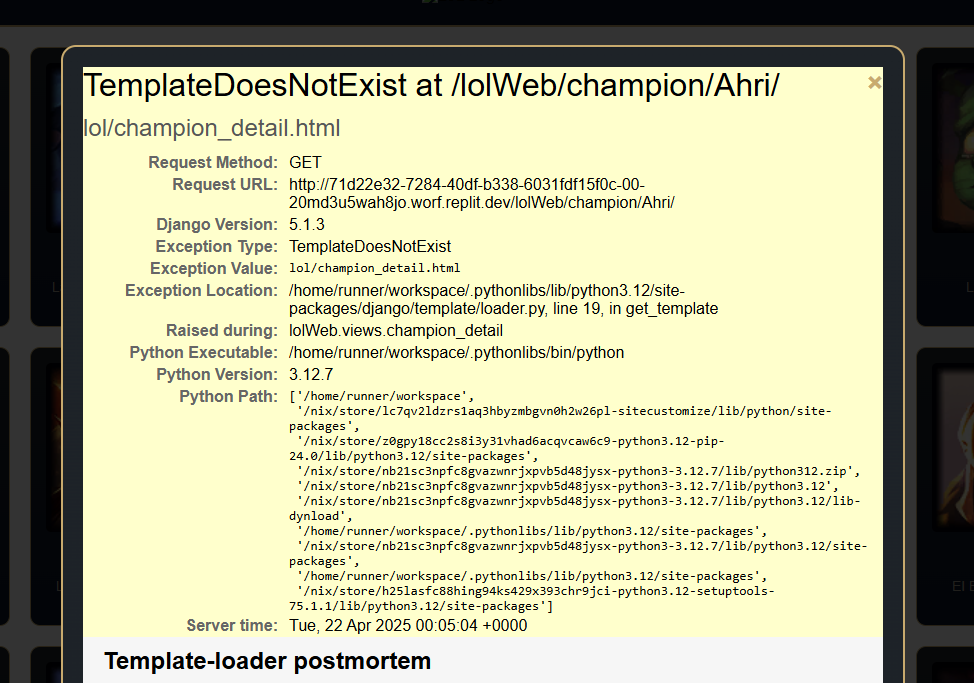 TemplateDoesNotExist at /lolWeb/champion/Ahri/
×
lol/champion_detail.html
Request Method: GET
Request URL: http://71d22e32-7284-40df-b338-6031fdf15f0c-00-
20md3u5wah8jo.worf.replit.dev/lolWeb/champion/Ahri/
Django Version: 5.1.3
Exception Type: TemplateDoesNotExist
Exception Value: lol/champion_detail.html
Exception Location: /home/runner/workspace/.pythonlibs/lib/python3.12/site-
packages/django/template/loader.py, line 19, in get_template
Raised during: lolWeb.views.champion_detail
Python Executable: /home/runner/workspace/.pythonlibs/bin/python
Python Version: 3.12.7
Python Path: ['/home/runner/workspace',
'/nix/store/lc7qv2ldzrs1aq3hbyzmbgvn0h2w26pl-sitecustomize/lib/python/site-
packages',
'/nix/store/z0gpy18cc2s8i3y31vhad6acqvcaw6c9-python3.12-pip-
24.0/lib/python3.12/site-packages',
'/nix/store/nb21sc3npfc8gvazwnrjxpvb5d48jysx-python3-3.12.7/lib/python312.zip',
'/nix/store/nb21sc3npfc8gvazwnrjxpvb5d48jysx-python3-3.12.7/lib/python3.12',
'/nix/store/nb21sc3npfc8gvazwnrjxpvb5d48jysx-python3-3.12.7/lib/python3.12/lib-
dynload',
'/home/runner/workspace/.pythonlibs/lib/python3.12/site-packages',
'/nix/store/nb21sc3npfc8gvazwnrjxpvb5d48jysx-python3-3.12.7/lib/python3.12/site-
packages',
'/home/runner/workspace/.pythonlibs/lib/python3.12/site-packages',
'/nix/store/h25lasfc88hing94ks429x393chr9jci-python3.12-setuptools-
75.1.1/lib/python3.12/site-packages']
Server time: Tue, 22 Apr 2025 00:05:04 +0000
Template-loader postmortem